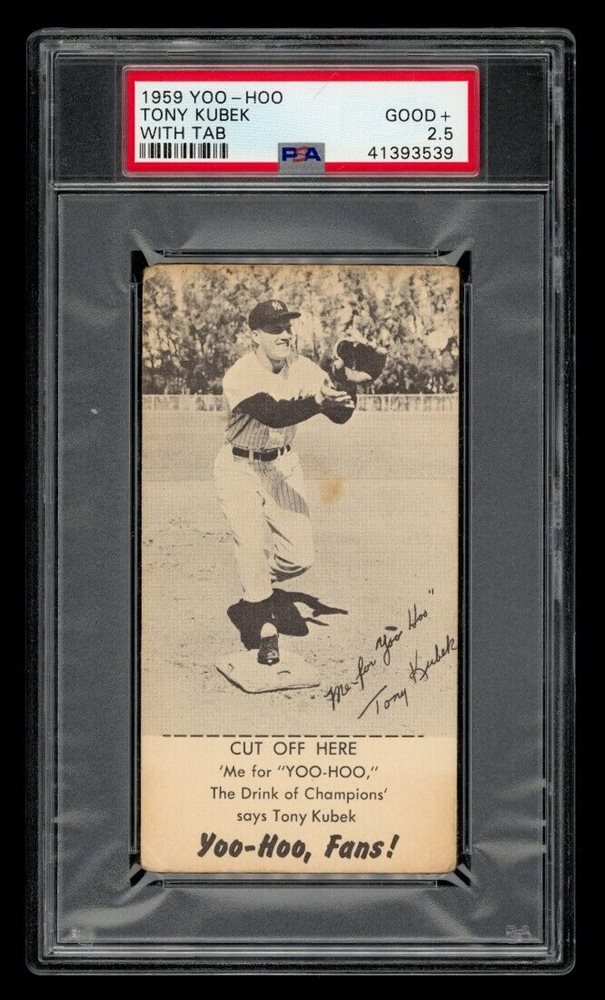 1959 YOO-HOO
TONY KUBEK GOOD +
WITH TAB 2.5
PSA 41393539
"Me for Yoo Hoo"
Tony Kubek
CUT OFF HERE
'Me for "YOO-HOO,"
The Drink of Champions'
says Tony Kubek
Yoo-Hoo, Fans!